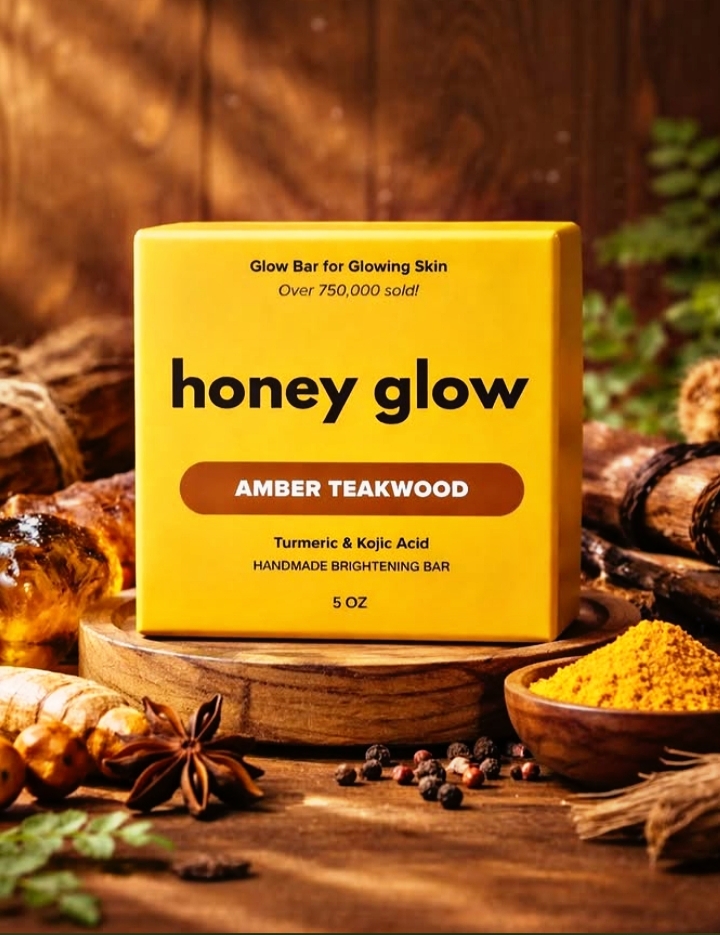 Glow Bar for Glowing Skin
Over 750,000 sold!
honey glow
AMBER TEAKWOOD
Turmeric & Kojic Acid
HANDMADE BRIGHTENING BAR
5 OZ